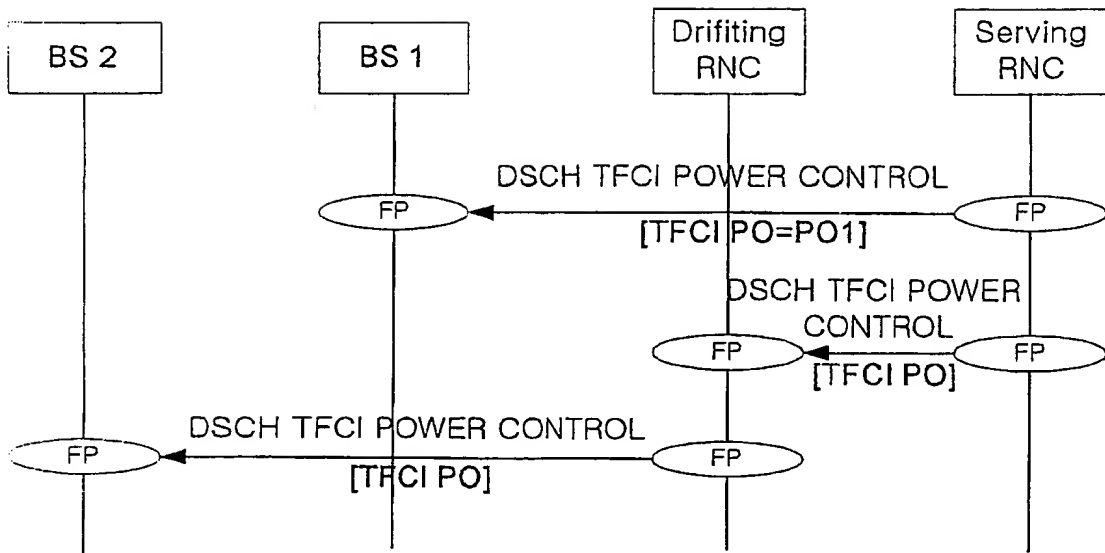 BS 2
BS 1
Drifiting
RNC
Serving
RNC
DSCH TFCI POWER CONTROL
FP
FP
[TFCI PO=PO1]
DSCH TFCI POWER
CONTROL
FP
FP
[TFCI PO]
DSCH TFCI POWER CONTROL
FP
FP
[TFCI PO]